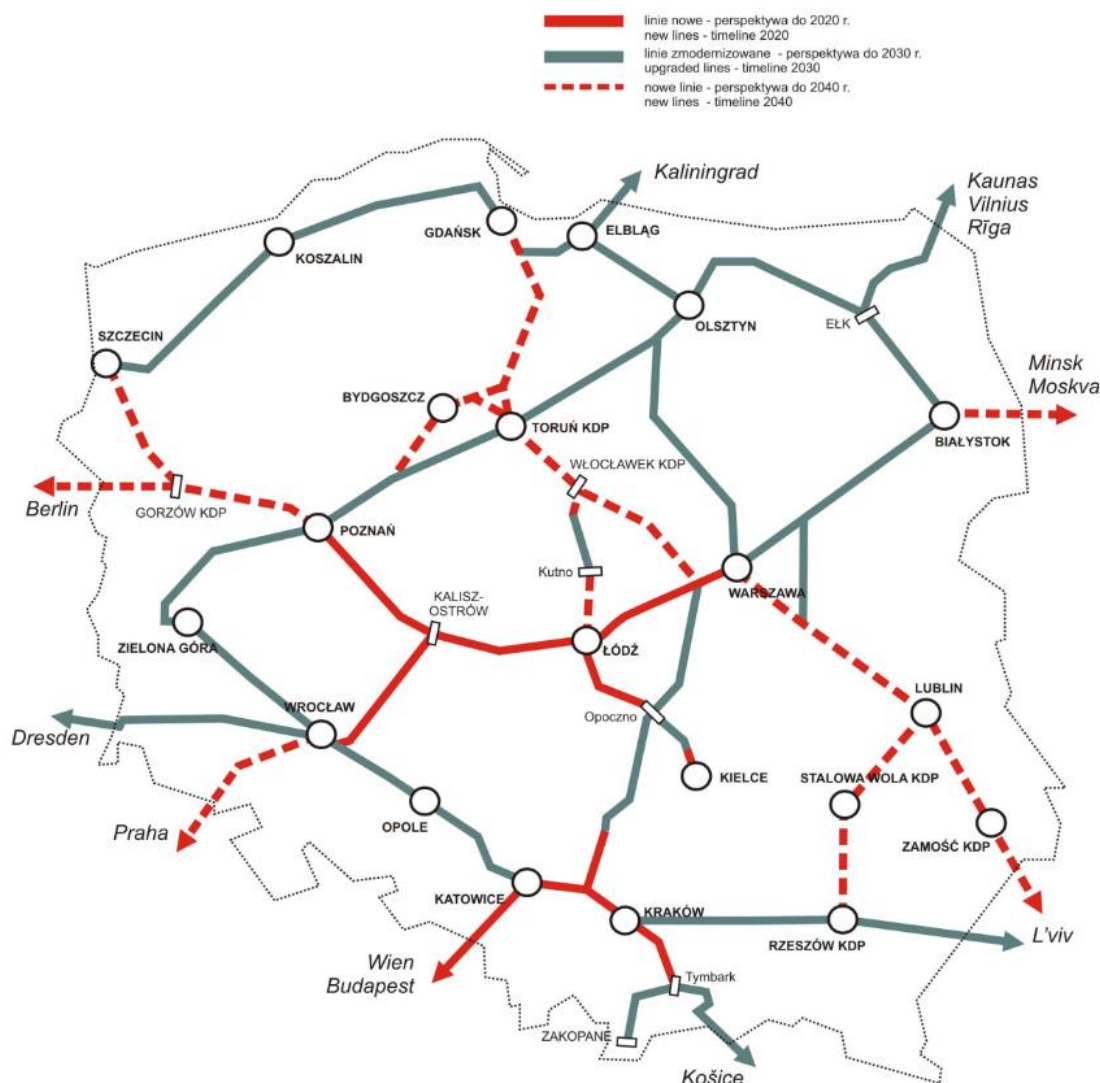 linie nowe - perspektywa do 2020 r.
new lines - timeline 2020
linie zmodernizowane - perspektywa do 2030 r.
upgraded lines - timeline 2030
nowe linie - perspektywa do 2040 r.
new lines - timeline 2040
Kaliningrad
Kaunas
Vilnius
Rīga
GDAŃSK
ELBLĄG
KOSZALIN
OLSZTYN
EŁK
SZCZECIN
Minsk
Moskva
BYDGOSZCZ
TORUŃ KDP
BIAŁYSTOK
WŁOCŁAWEK KDP
Berlin
GORZÓW KDP
POZNAŃ
Kutno
WARSZAWA
KALISZ-
OSTRÓW
ZIELONA GÓRA
ŁÓDŹ
LUBLIN
WROCŁAW
Opoczno
Dresden
KIELCE
STALOWA WOLA KDP
Praha
OPOLE
ZAMOŚĆ KDP
KATOWICE
KRAKÓW
RZESZÓW KDP
L'viv
Wien
Budapest
Tymbark
ZAKOPANE
Košice